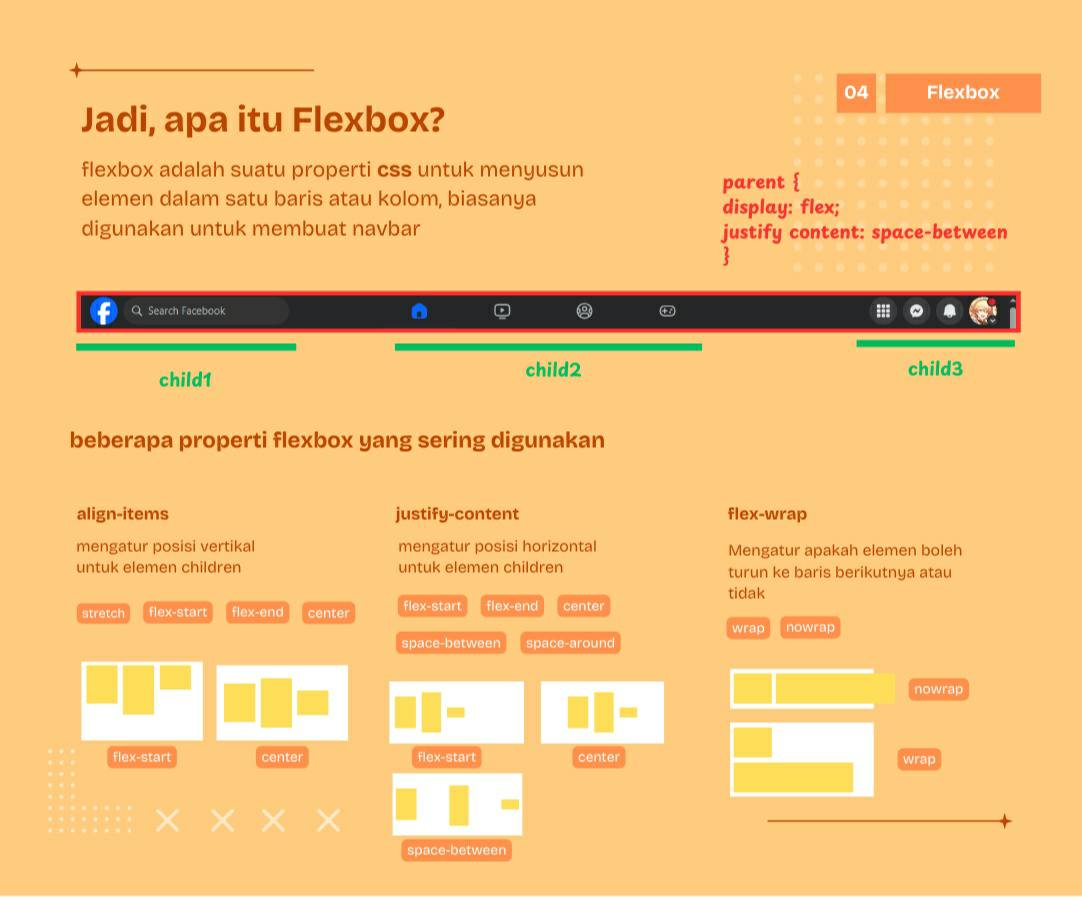 04
Flexbox
Jadi, apa itu Flexbox?
flexbox adalah suatu properti css untuk menyusun
elemen dalam satu baris atau kolom, biasanya
digunakan untuk membuat navbar
parent {
display: flex;
justify content: space-between
}
Search Facebook
child1
child2
child3
beberapa properti flexbox yang sering digunakan
align-items
mengatur posisi vertikal
untuk elemen children
stretch flex-start flex-end center
flex-start center
justify-content
mengatur posisi horizontal
untuk elemen children
flex-start flex-end center
space-between space-around
flex-start center
space-between
flex-wrap
Mengatur apakah elemen boleh
turun ke baris berikutnya atau
tidak
wrap nowrap
nowrap
wrap